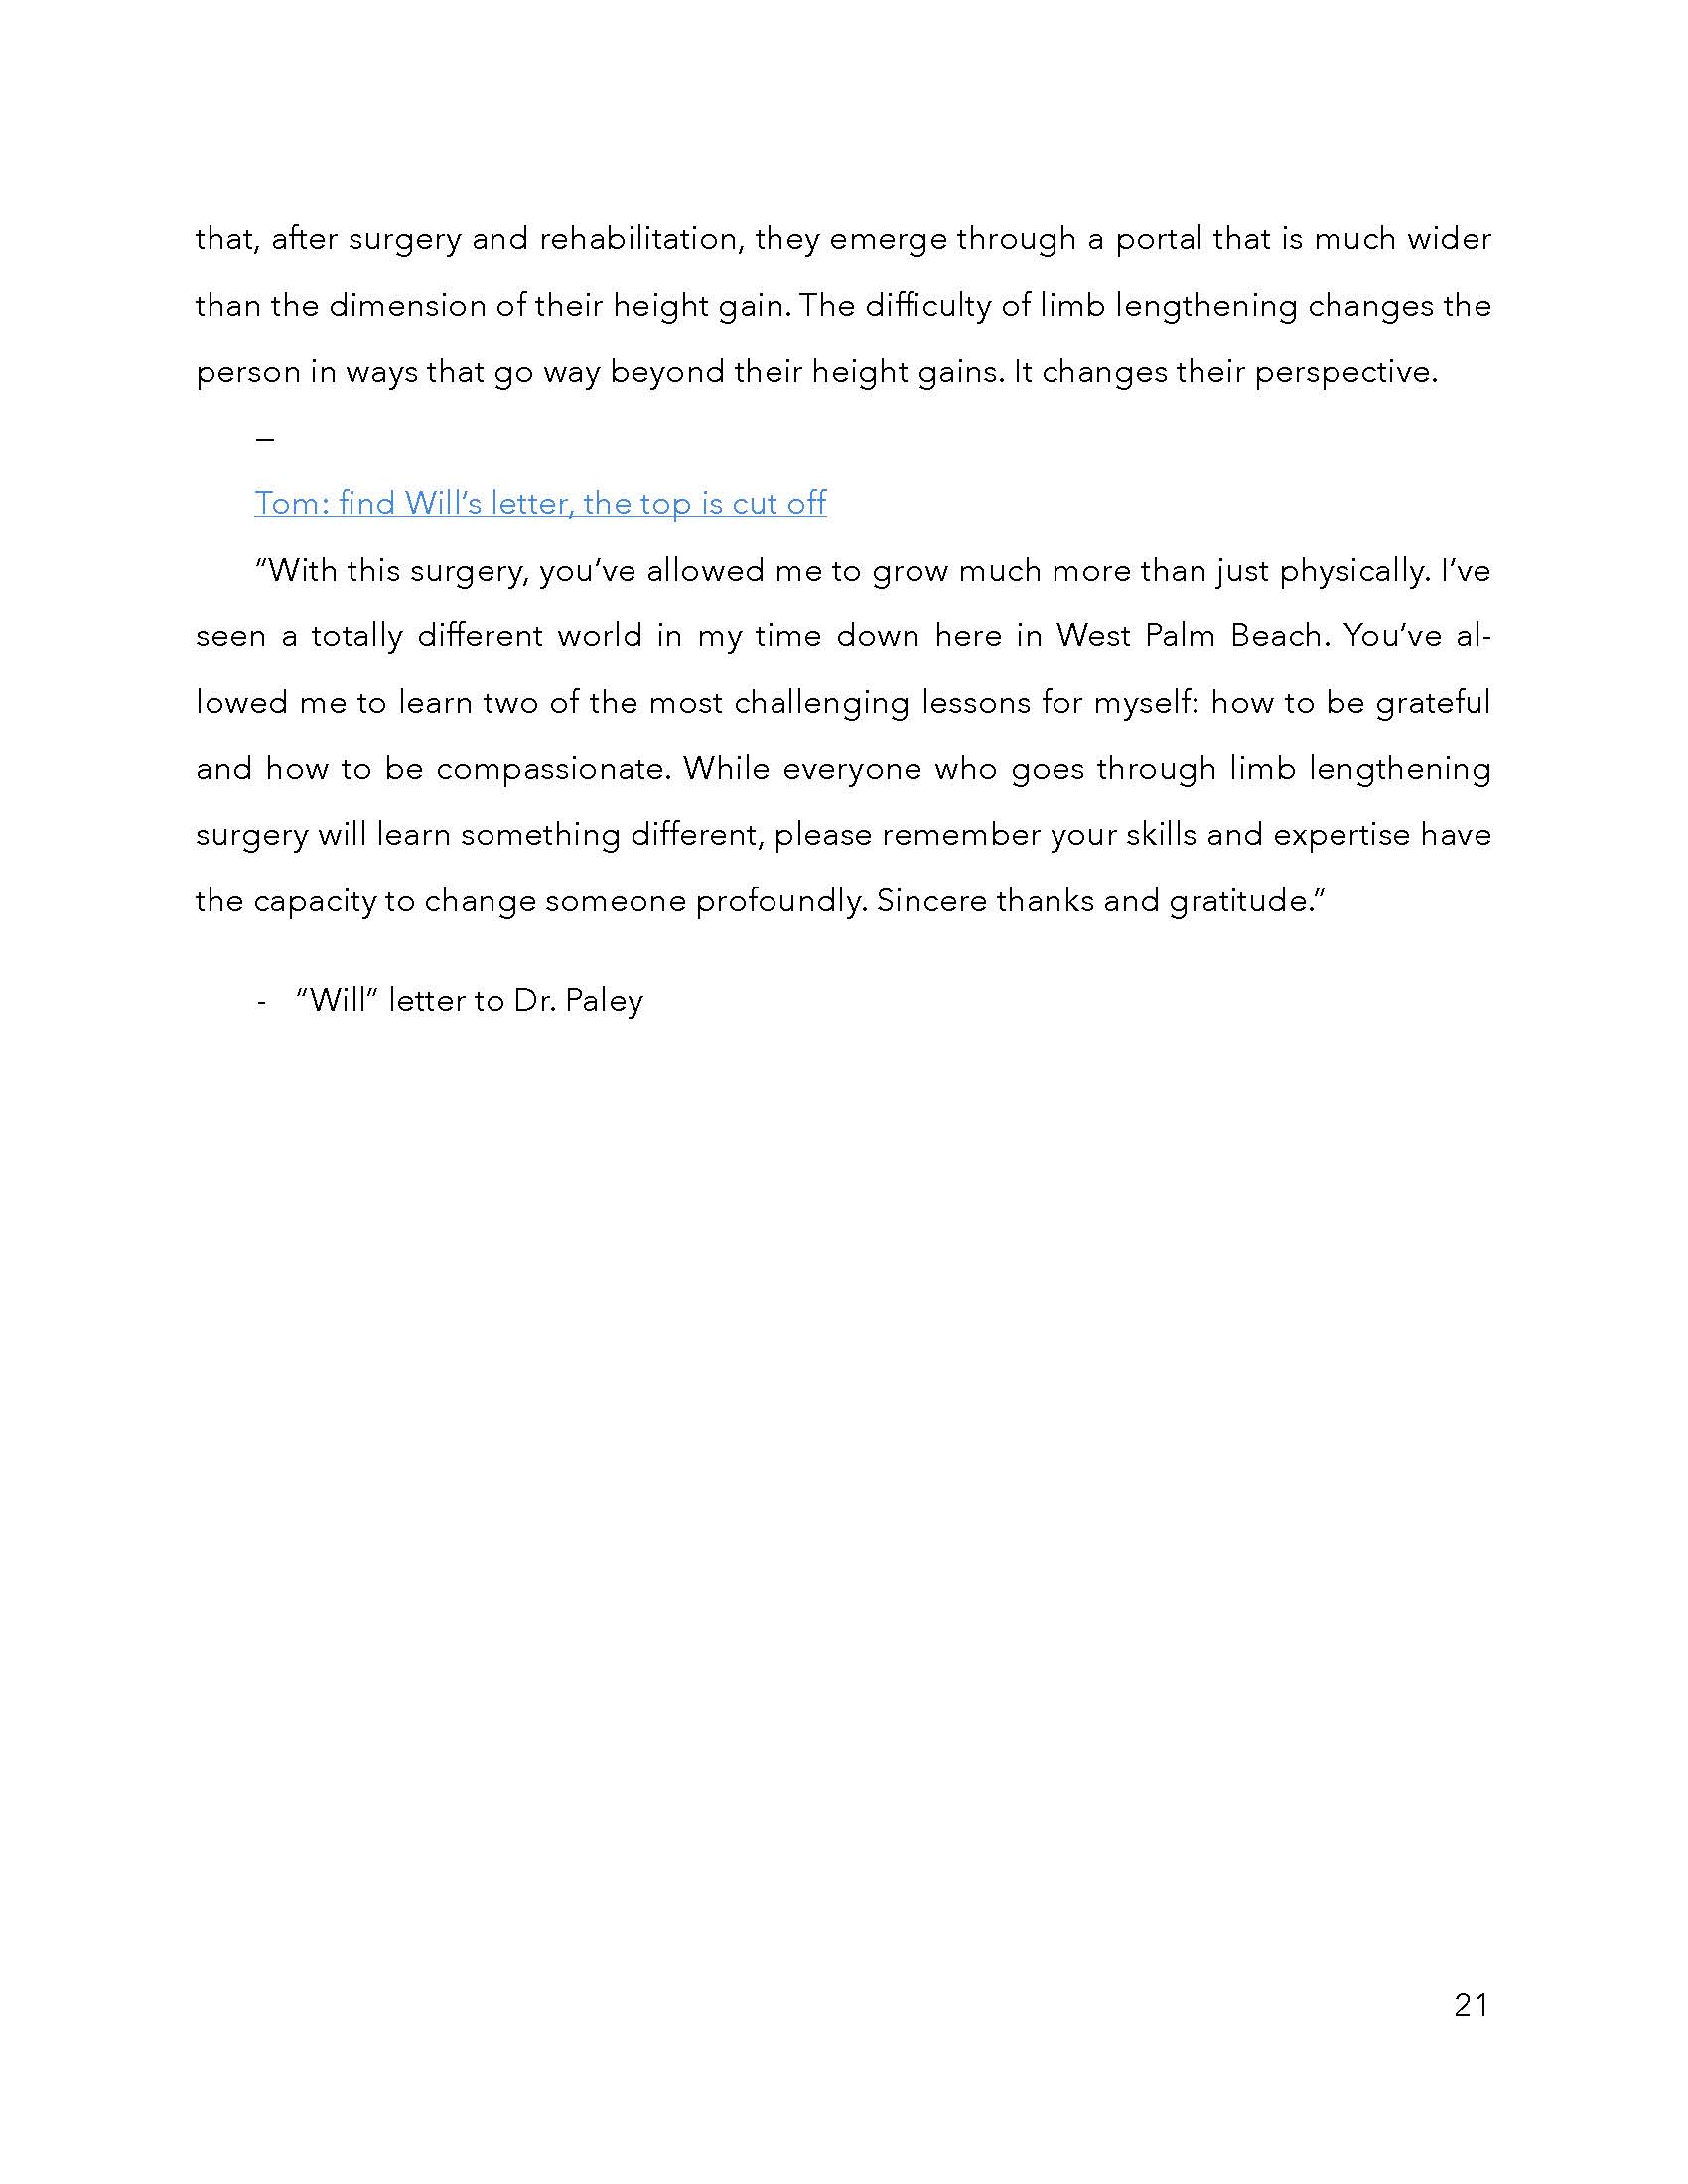 that, after surgery and rehabilitation, they emerge through a portal that is much wider
than the dimension of their height gain. The difficulty of limb lengthening changes the
person in ways that go way beyond their height gains. It changes their perspective.
—
Tom: find Will’s letter, the top is cut off
“With this surgery, you’ve allowed me to grow much more than just physically. I’ve
seen a totally different world in my time down here in West Palm Beach. You’ve al-
lowed me to learn two of the most challenging lessons for myself: how to be grateful
and how to be compassionate. While everyone who goes through limb lengthening
surgery will learn something different, please remember your skills and expertise have
the capacity to change someone profoundly. Sincere thanks and gratitude.”
- “Will” letter to Dr. Paley
21